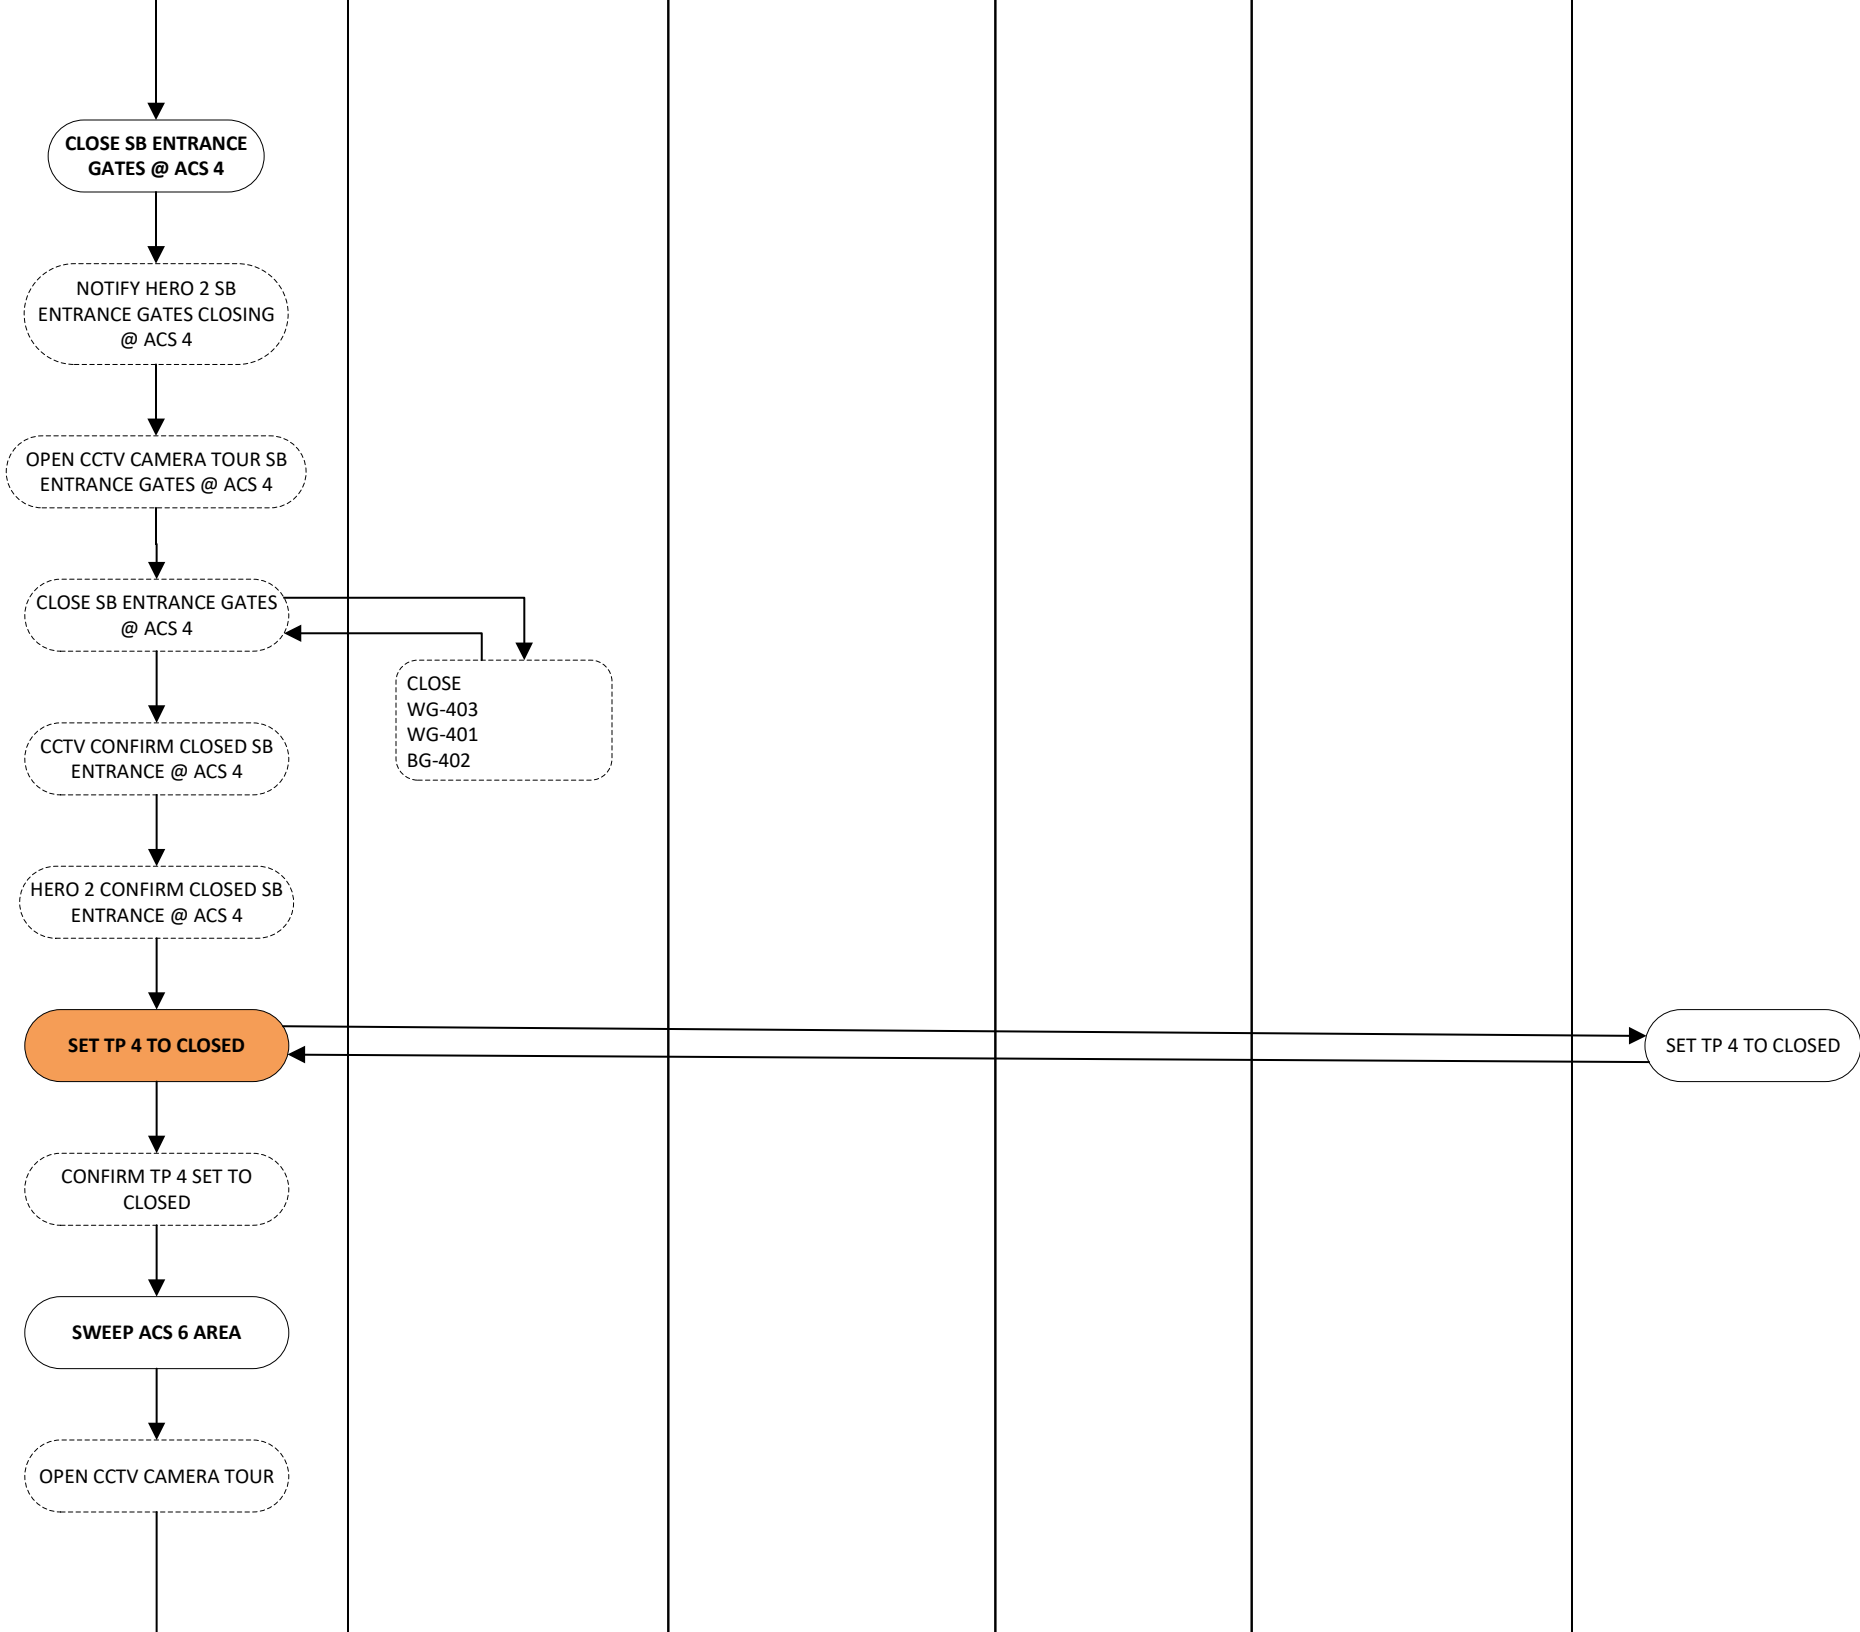 CLOSE SB ENTRANCE
GATES @ ACS 4
NOTIFY HERO 2 SB
ENTRANCE GATES CLOSING
@ ACS 4
OPEN CCTV CAMERA TOUR SB
ENTRANCE GATES @ ACS 4
CLOSE SB ENTRANCE GATES
@ ACS 4
CLOSE
WG-403
WG-401
BG-402
CCTV CONFIRM CLOSED SB
ENTRANCE @ ACS 4
HERO 2 CONFIRM CLOSED SB
ENTRANCE @ ACS 4
SET TP 4 TO CLOSED
SET TP 4 TO CLOSED
CONFIRM TP 4 SET TO
CLOSED
SWEEP ACS 6 AREA
OPEN CCTV CAMERA TOUR